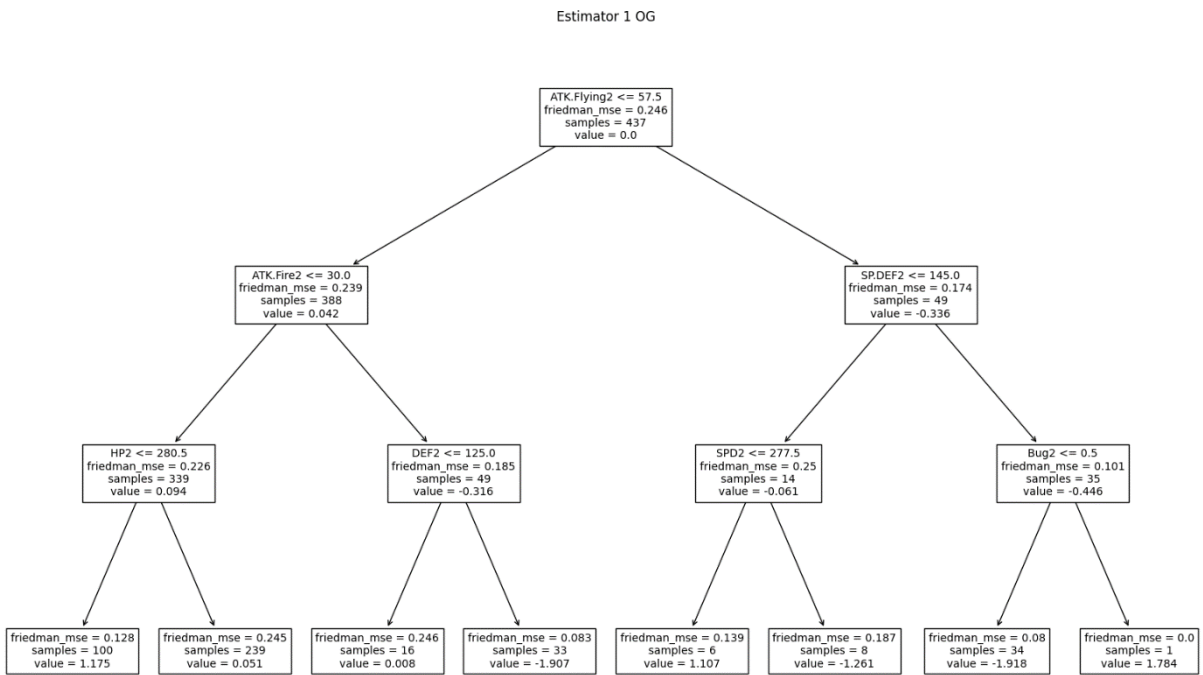 Estimator 1 OG
ATK.Flying2 <= 57.5
friedman_mse = 0.246
samples = 437
value = 0.0
ATK.Fire2 <= 30.0
friedman_mse = 0.239
samples = 388
value = 0.042
SP.DEF2 <= 145.0
friedman_mse = 0.174
samples = 49
value = -0.336
HP2 <= 280.5
friedman_mse = 0.226
samples = 339
value = 0.094
DEF2 <= 125.0
friedman_mse = 0.185
samples = 49
value = -0.316
SPD2 <= 277.5
friedman_mse = 0.25
samples = 14
value = -0.061
Bug2 <= 0.5
friedman_mse = 0.101
samples = 35
value = -0.446
friedman_mse = 0.128
samples = 100
value = 1.175
friedman_mse = 0.245
samples = 239
value = 0.051
friedman_mse = 0.246
samples = 16
value = 0.008
friedman_mse = 0.083
samples = 33
value = -1.907
friedman_mse = 0.139
samples = 6
value = 1.107
friedman_mse = 0.187
samples = 8
value = -1.261
friedman_mse = 0.08
samples = 34
value = -1.918
friedman_mse = 0.0
samples = 1
value = 1.784